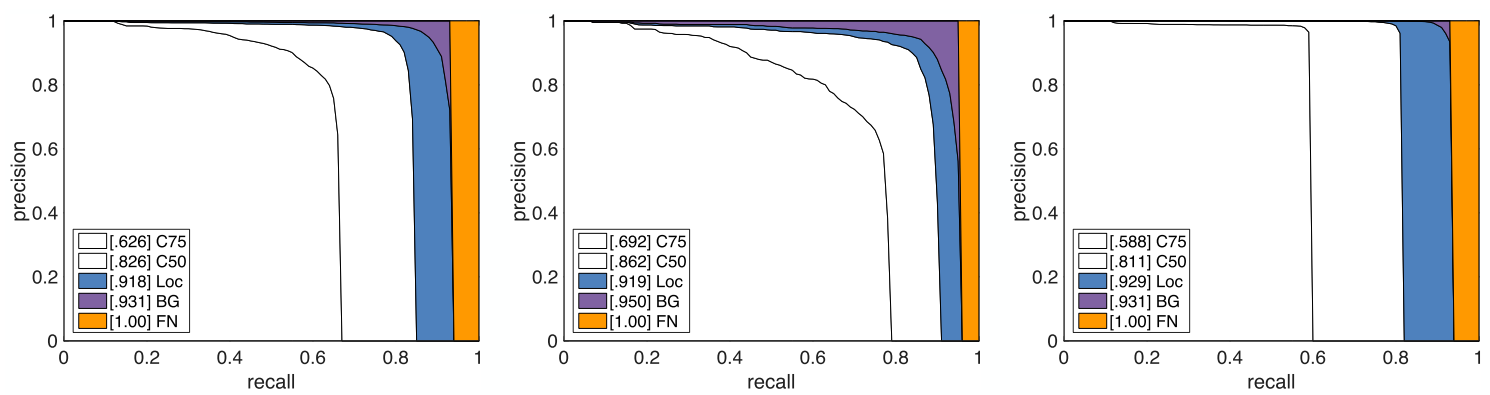 precision
1
0.8
0.6
0.4
0.2
0
[.626] C75
[.826] C50
[.918] Loc
[.931] BG
[1.00] FN
0 0.2 0.4 0.6 0.8 1
recall
precision
1
0.8
0.6
0.4
0.2
0
[.692] C75
[.862] C50
[.919] Loc
[.950] BG
[1.00] FN
0 0.2 0.4 0.6 0.8 1
recall
precision
1
0.8
0.6
0.4
0.2
0
[.588] C75
[.811] C50
[.929] Loc
[.931] BG
[1.00] FN
0 0.2 0.4 0.6 0.8 1
recall